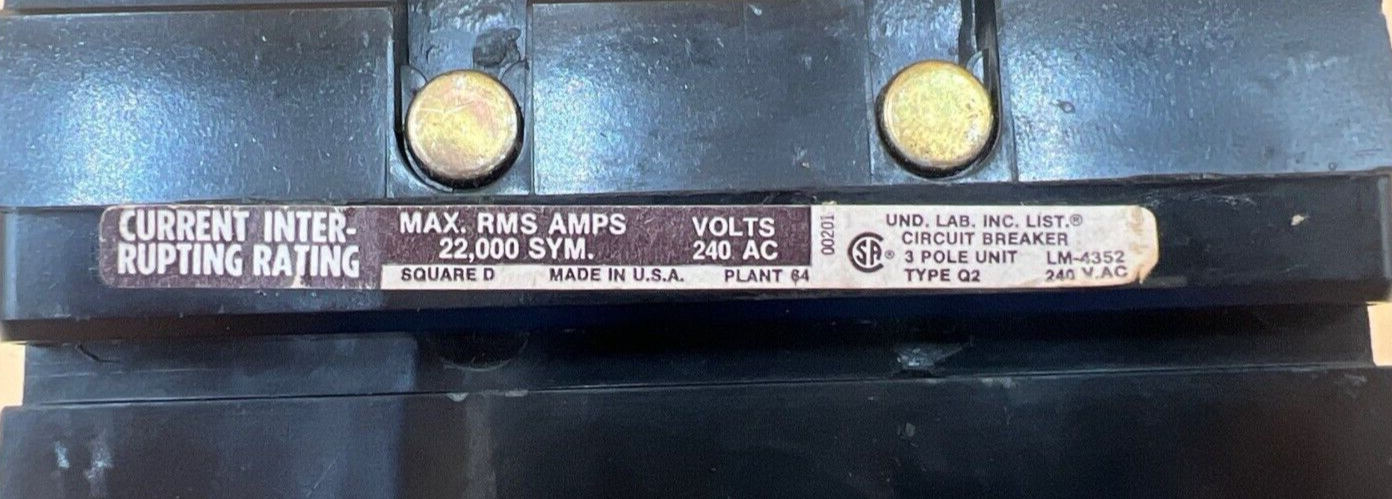 CURRENT INTER-
RUPTING RATING
MAX. RMS AMPS
22,000 SYM.
VOLTS
240 AC
SQUARE D MADE IN U.S.A. PLANT 64
00201
UND. LAB. INC. LIST.®
CIRCUIT BREAKER
SA®
3 POLE UNIT LM-4352
TYPE Q2 240 V.AC